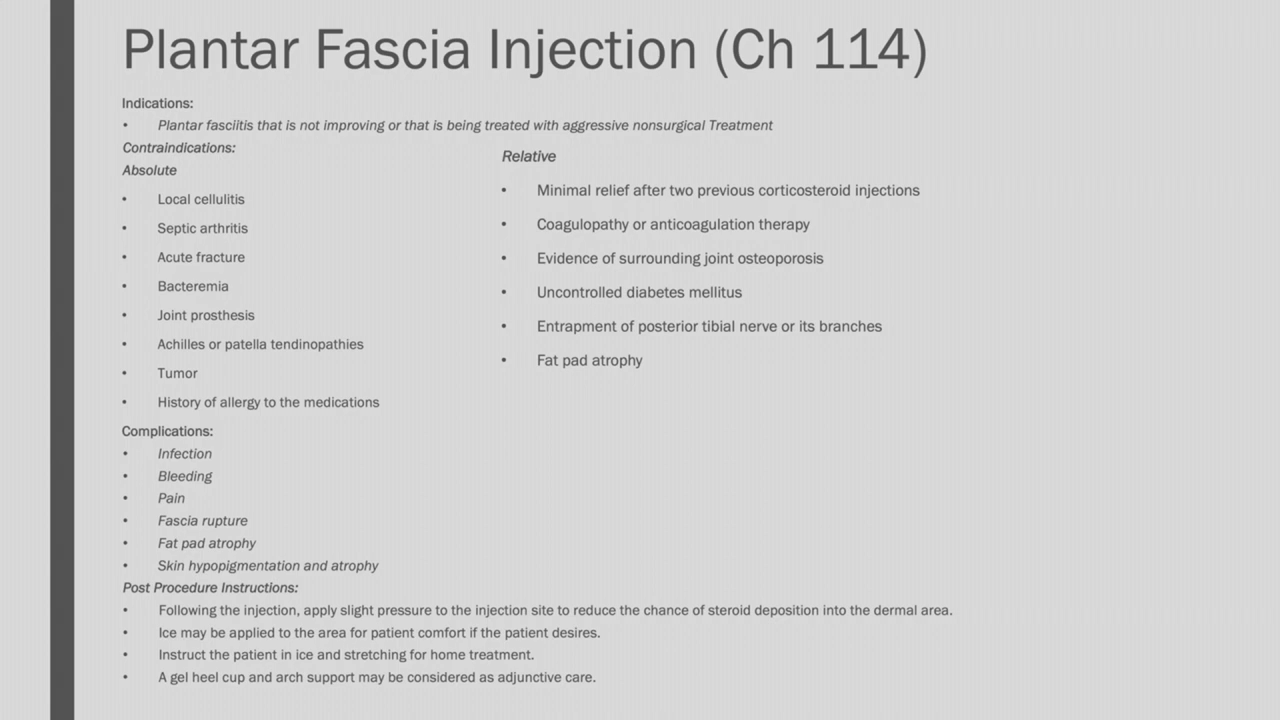 Plantar Fascia Injection (Ch 114)
Indications:
• Plantar fasciitis that is not improving or that is being treated with aggressive nonsurgical Treatment
Contraindications:
Absolute
• Local cellulitis
• Septic arthritis
• Acute fracture
• Bacteremia
• Joint prosthesis
• Achilles or patella tendinopathies
• Tumor
• History of allergy to the medications
Relative
• Minimal relief after two previous corticosteroid injections
• Coagulopathy or anticoagulation therapy
• Evidence of surrounding joint osteoporosis
• Uncontrolled diabetes mellitus
• Entrapment of posterior tibial nerve or its branches
• Fat pad atrophy
Complications:
• Infection
• Bleeding
• Pain
• Fascia rupture
• Fat pad atrophy
• Skin hypopigmentation and atrophy
Post Procedure Instructions:
• Following the injection, apply slight pressure to the injection site to reduce the chance of steroid deposition into the dermal area.
• Ice may be applied to the area for patient comfort if the patient desires.
• Instruct the patient in ice and stretching for home treatment.
• A gel heel cup and arch support may be considered as adjunctive care.